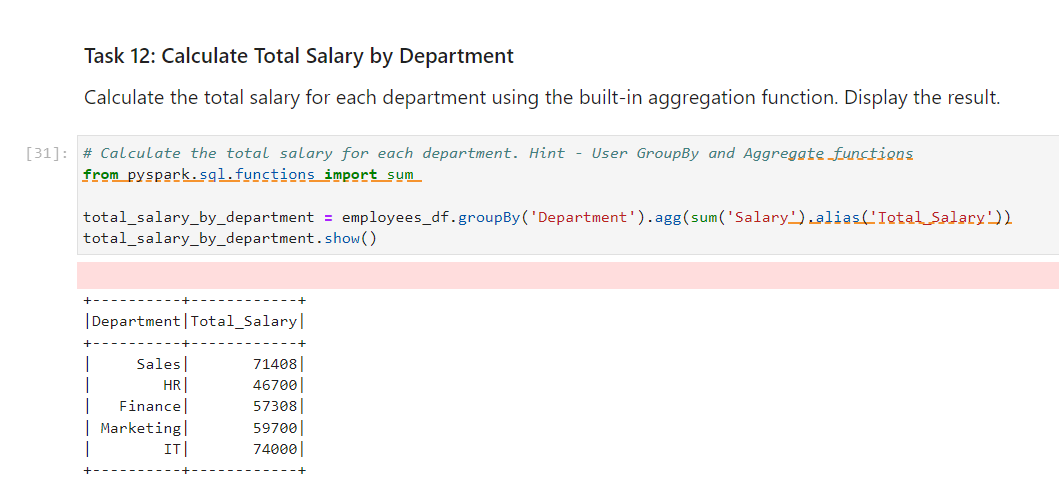 Task 12: Calculate Total Salary by Department
Calculate the total salary for each department using the built-in aggregation function. Display the result.
[31]: # Calculate the total salary for each department. Hint - User GroupBy and Aggregate functions
from pyspark.sql.functions import sum
total_salary_by_department = employees_df.groupBy('Department').agg(sum('Salary').alias('Total_Salary'))
total_salary_by_department.show()
+----------+------------+
|Department|Total_Salary|
+----------+------------+
|     Sales|       71408|
|        HR|       46700|
|   Finance|       57308|
| Marketing|       59700|
|        IT|       74000|
+----------+------------+